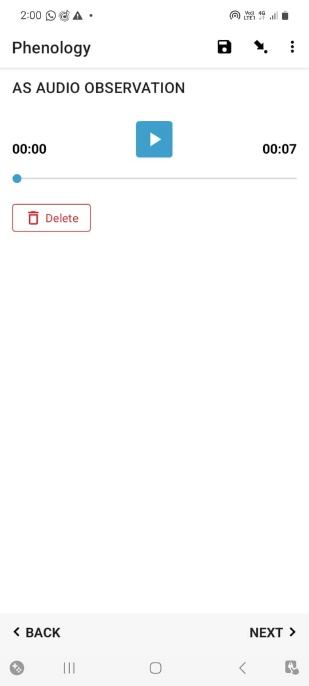 2:00
Phenology
AS AUDIO OBSERVATION
00:00
00:07
Delete
BACK
NEXT